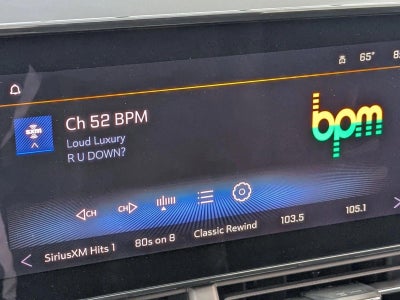 65°
Ch 52 BPM
SXM
Loud Luxury
R U DOWN?
bpm
CH
CH
SiriusXM Hits 1
80s on 8
Classic Rewind
103.5
105.1